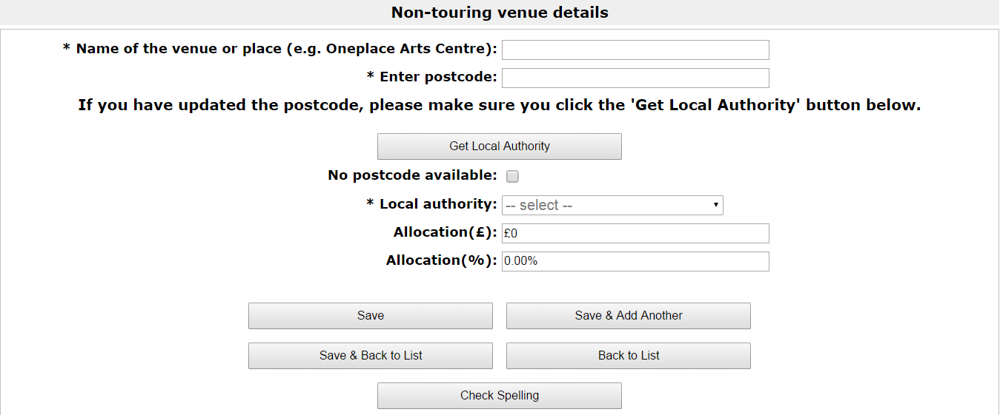 Non-touring venue details
* Name of the venue or place (e.g. Oneplace Arts Centre):
* Enter postcode:
If you have updated the postcode, please make sure you click the 'Get Local Authority' button below.
Get Local Authority
No postcode available:
* Local authority: -- select --
Allocation(£): £0
Allocation(%): 0.00%
Save Save & Add Another
Save & Back to List Back to List
Check Spelling